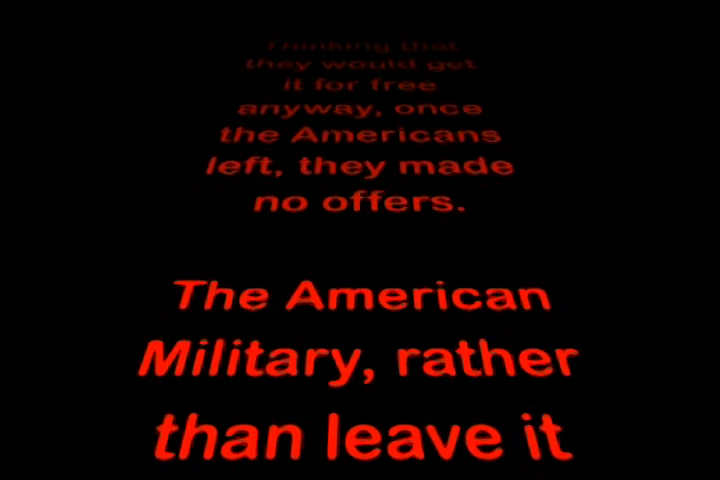 Thinking that
they would get
it for free
anyway, once
the Americans
left, they made
no offers.
The American
Military, rather
than leave it